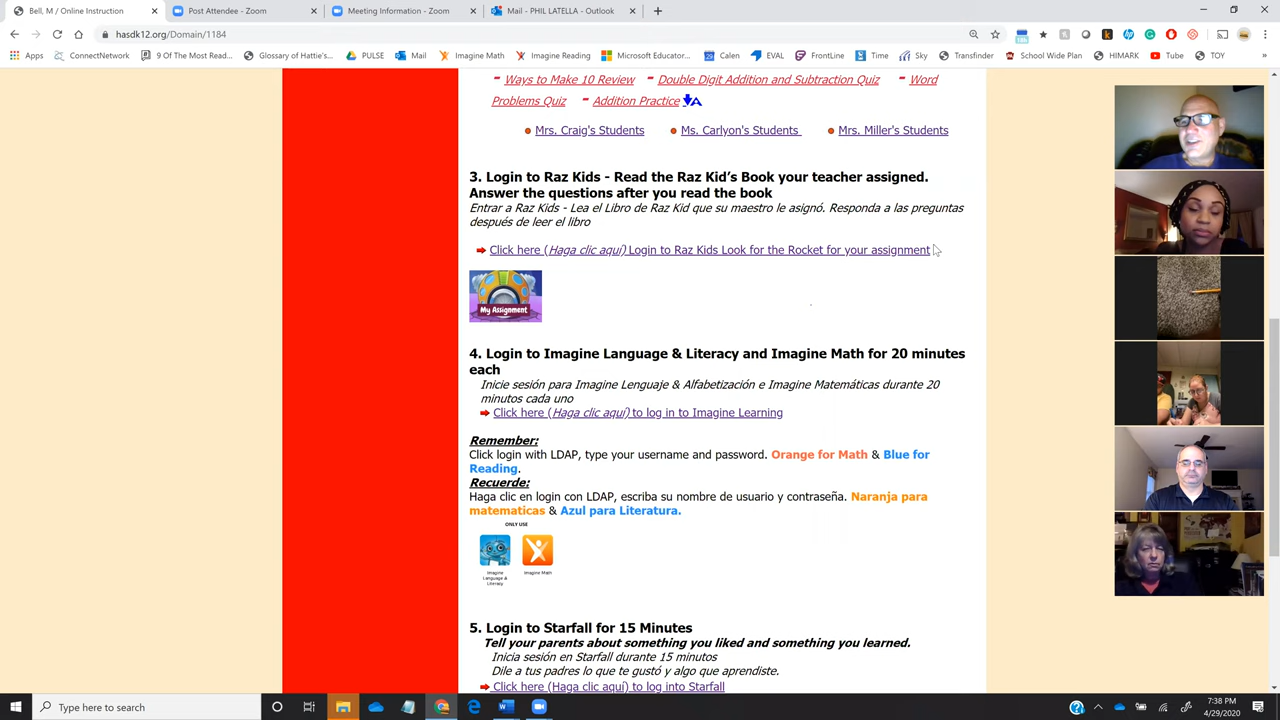 Bell, M / Online Instruction
Post Attendee - Zoom
Meeting Information - Zoom
Mail - PHIL LATELLA - Outlook
hasdk12.org/Domain/1184
Apps
ConnectNetwork
9 Of The Most Read...
Glossary of Hattie's...
PULSE
Mail
Imagine Math
Imagine Reading
Microsoft Educator...
Calen
EVAL
FrontLine
Time
Sky
Transfinder
School Wide Plan
HIMARK
Tube
TOY
»
Ways to Make 10 Review - Double Digit Addition and Subtraction Quiz - Word
Problems Quiz - Addition Practice
Mrs. Craig's Students
Ms. Carlyon's Students
Mrs. Miller's Students
3. Login to Raz Kids - Read the Raz Kid's Book your teacher assigned.
Answer the questions after you read the book
Entrar a Raz Kids - Lea el Libro de Raz Kid que su maestro le asignó. Responda a las preguntas
después de leer el libro
Click here (Haga clic aquí) Login to Raz Kids Look for the Rocket for your assignment
My Assignment
4. Login to Imagine Language & Literacy and Imagine Math for 20 minutes
each
Inicie sesión para Imagine Lenguaje & Alfabetización e Imagine Matemáticas durante 20
minutos cada uno
Click here (Haga clic aquí) to log in to Imagine Learning
Remember:
Click login with LDAP, type your username and password. Orange for Math & Blue for
Reading.
Recuerde:
Haga clic en login con LDAP, escriba su nombre de usuario y contraseña. Naranja para
matematicas & Azul para Literatura.
ONLY USE
Imagine
Language &
Literacy
Imagine Math
5. Login to Starfall for 15 Minutes
Tell your parents about something you liked and something you learned.
Inicia sesión en Starfall durante 15 minutos
Dile a tus padres lo que te gustó y algo que aprendiste.
Click here (Haga clic aquí) to log into Starfall
Type here to search
7:38 PM
4/29/2020